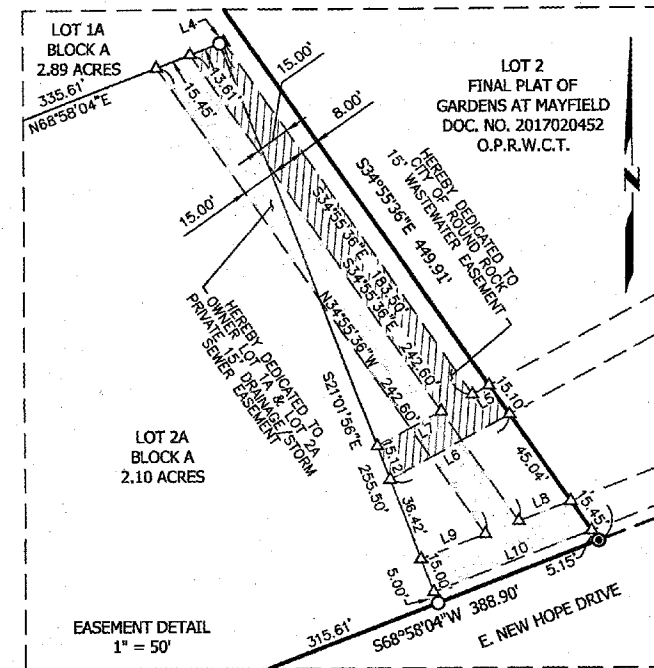 LOT 1A
BLOCK A
2.89 ACRES
L4
335.61'
N68°58'04"E
15.45'
13.61'
15.00'
8.00'
15.00'
LOT 2
FINAL PLAT OF
GARDENS AT MAYFIELD
DOC. NO. 2017020452
O.P.R.W.C.T.
N
HEREBY DEDICATED TO
CITY OF ROUND ROCK
15' WASTEWATER EASEMENT
S34°55'36"E 449.91'
S34°55'36"E 183.50'
S34°55'36"E 242.60'
N34°55'36"W 242.60'
S21°01'56"E
255.50'
HEREBY DEDICATED TO
OWNER LOT 1A & LOT 2A
PRIVATE 15' DRAINAGE/STORM
SEWER EASEMENT
LOT 2A
BLOCK A
2.10 ACRES
15.10'
L7
L6
15.12'
45.04'
36.42'
L8
15.45'
L9
L10
15.00'
5.00'
5.15'
315.61'
S68°58'04"W 388.90'
E. NEW HOPE DRIVE
EASEMENT DETAIL
1" = 50'